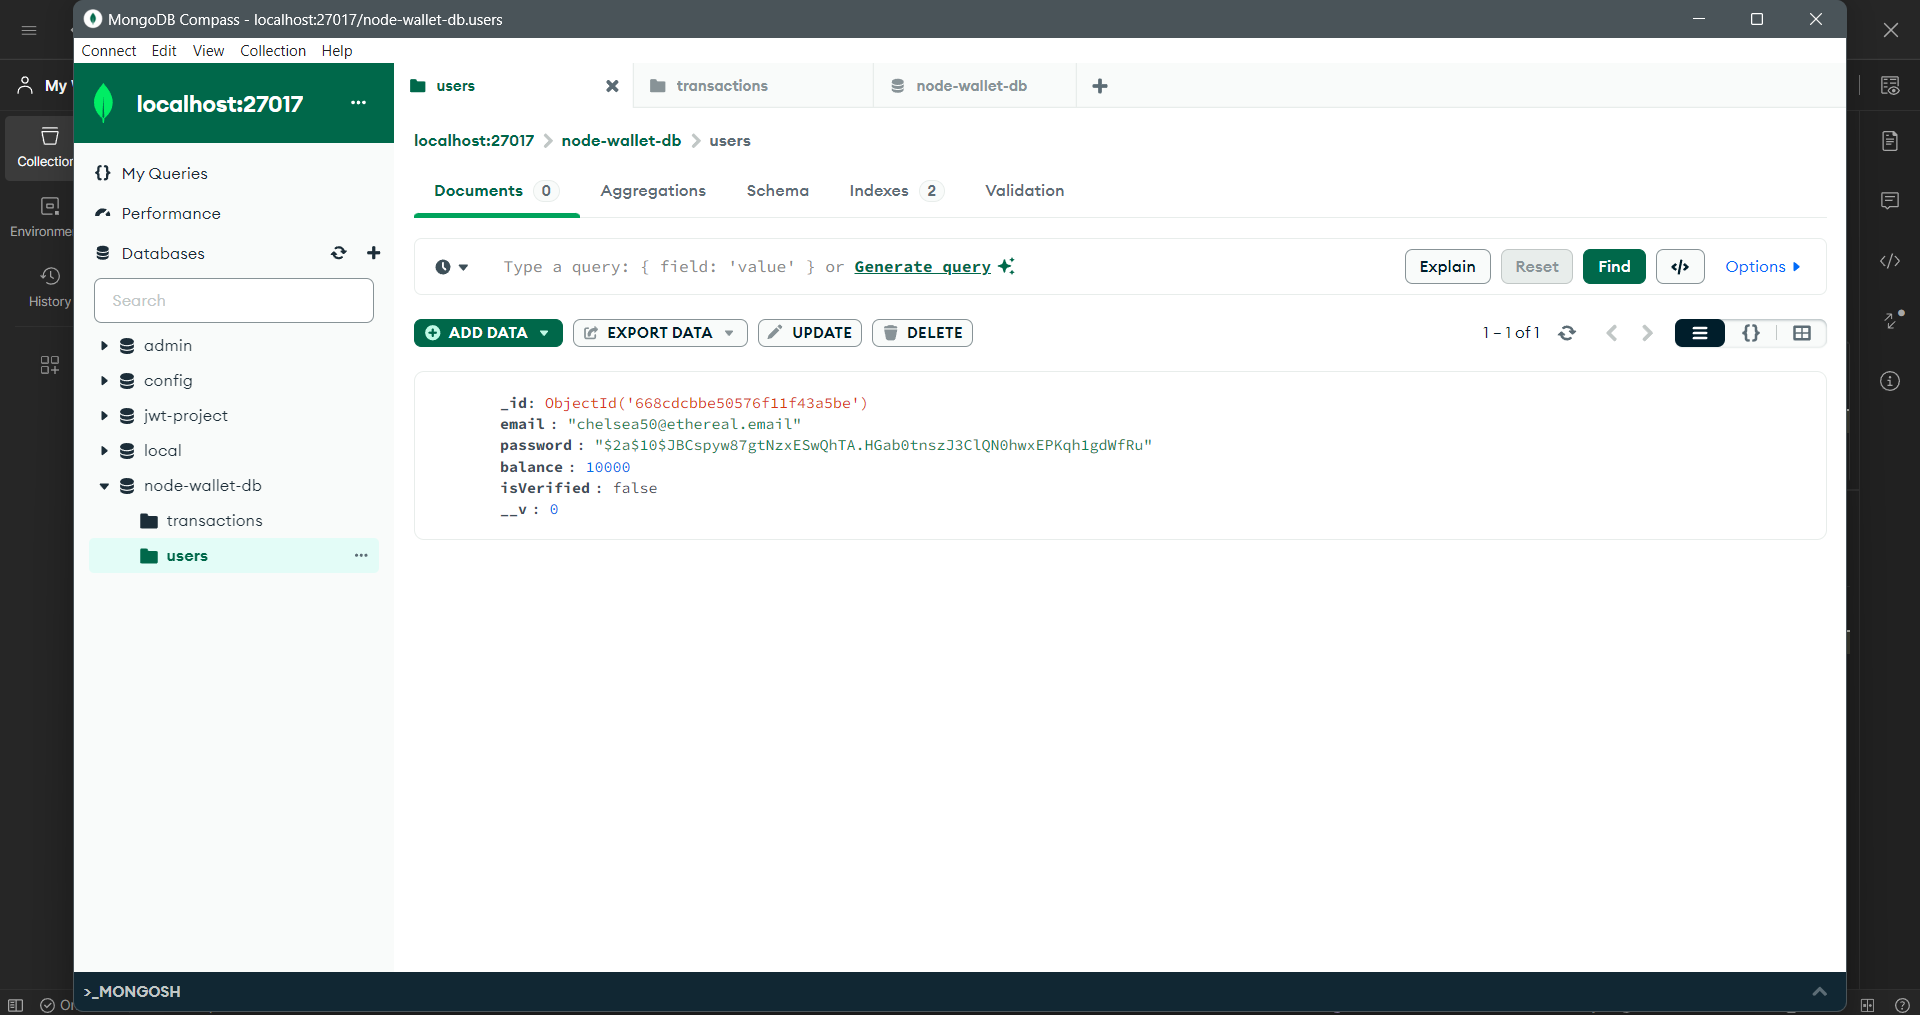 MongoDB Compass - localhost:27017/node-wallet-db.users
Connect Edit View Collection Help
My
Collection
Environme
History
localhost:27017
My Queries
Performance
Databases
Search
admin
config
jwt-project
local
node-wallet-db
transactions
users
users transactions node-wallet-db
localhost:27017 > node-wallet-db > users
Documents 0 Aggregations Schema Indexes 2 Validation
Type a query: { field: 'value' } or Generate query
Explain Reset Find </> Options
ADD DATA EXPORT DATA UPDATE DELETE
1 – 1 of 1
_id: ObjectId('668cdcbbe50576f11f43a5be')
email : "chelsea50@ethereal.email"
password : "$2a$10$JBCspyw87gtNzxESwQhTA.HGab0tnszJ3ClQN0hwxEPKqh1gdWfRu"
balance : 10000
isVerified : false
__v : 0
>_MONGOSH